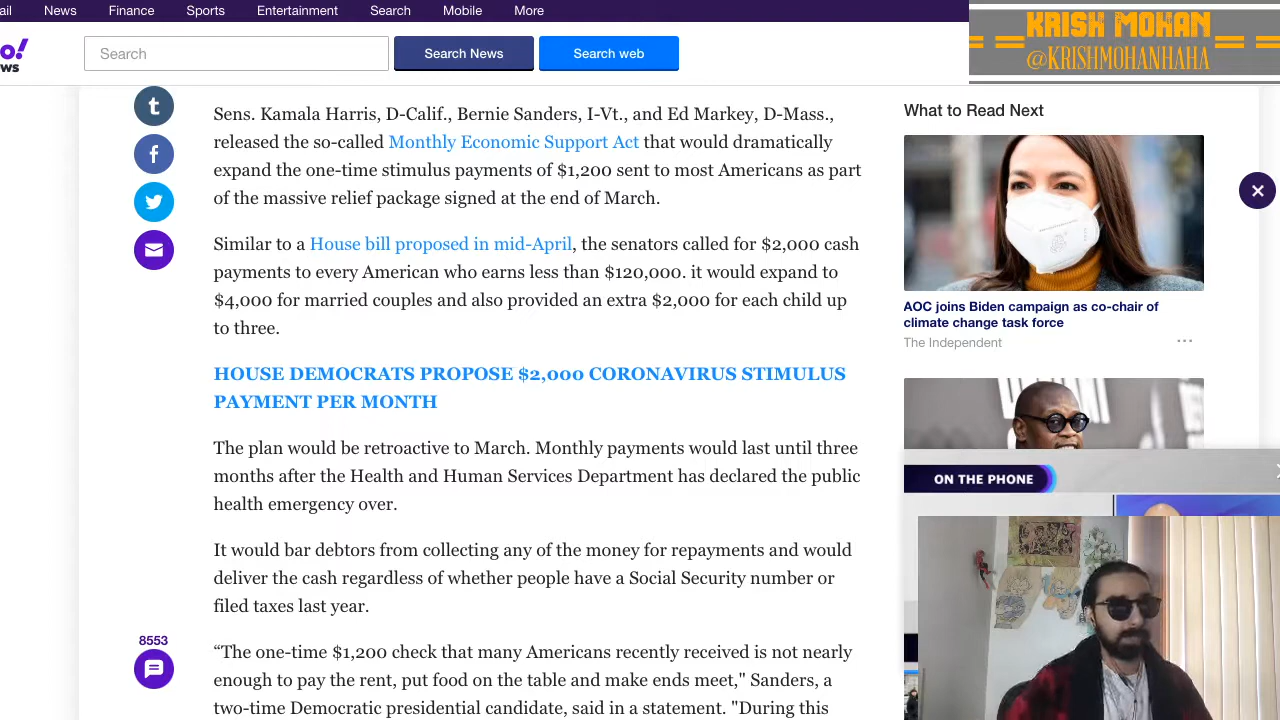 ail News Finance Sports Entertainment Search Mobile More
KRISH MOHAN
@KRISHMOHANHAHA
o!
ws
Search Search News Search web
Sens. Kamala Harris, D-Calif., Bernie Sanders, I-Vt., and Ed Markey, D-Mass.,
released the so-called Monthly Economic Support Act that would dramatically
expand the one-time stimulus payments of $1,200 sent to most Americans as part
of the massive relief package signed at the end of March.
Similar to a House bill proposed in mid-April, the senators called for $2,000 cash
payments to every American who earns less than $120,000. it would expand to
$4,000 for married couples and also provided an extra $2,000 for each child up
to three.
HOUSE DEMOCRATS PROPOSE $2,000 CORONAVIRUS STIMULUS
PAYMENT PER MONTH
The plan would be retroactive to March. Monthly payments would last until three
months after the Health and Human Services Department has declared the public
health emergency over.
It would bar debtors from collecting any of the money for repayments and would
deliver the cash regardless of whether people have a Social Security number or
filed taxes last year.
8553
“The one-time $1,200 check that many Americans recently received is not nearly
enough to pay the rent, put food on the table and make ends meet," Sanders, a
two-time Democratic presidential candidate, said in a statement. "During this
What to Read Next
AOC joins Biden campaign as co-chair of
climate change task force
The Independent
ON THE PHONE